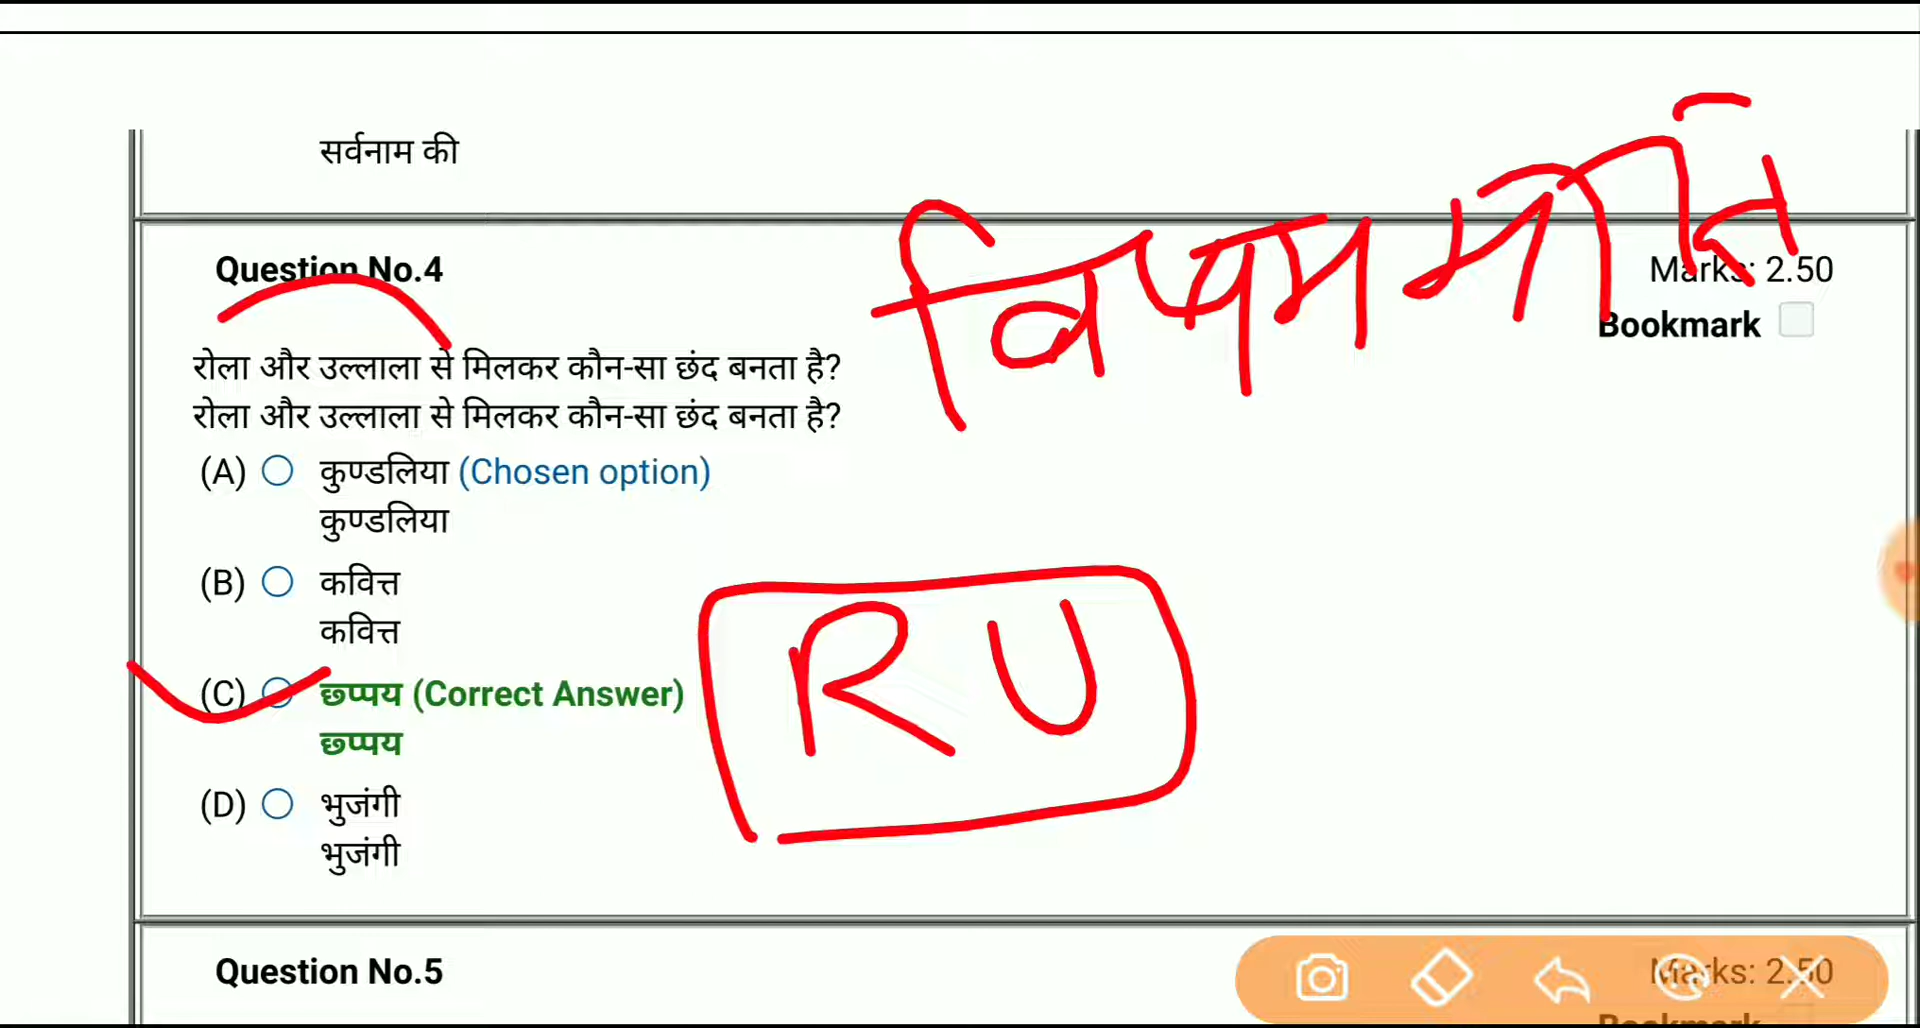 सर्वनाम की
Question No.4
Marks: 2.50
Bookmark
रोला और उल्लाला से मिलकर कौन-सा छंद बनता है?
रोला और उल्लाला से मिलकर कौन-सा छंद बनता है?
(A) कुण्डलिया (Chosen option)
कुण्डलिया
(B) कवित्त
कवित्त
(C) छप्पय (Correct Answer)
छप्पय
RU
(D) भुजंगी
भुजंगी
Question No.5
Marks: 2.50